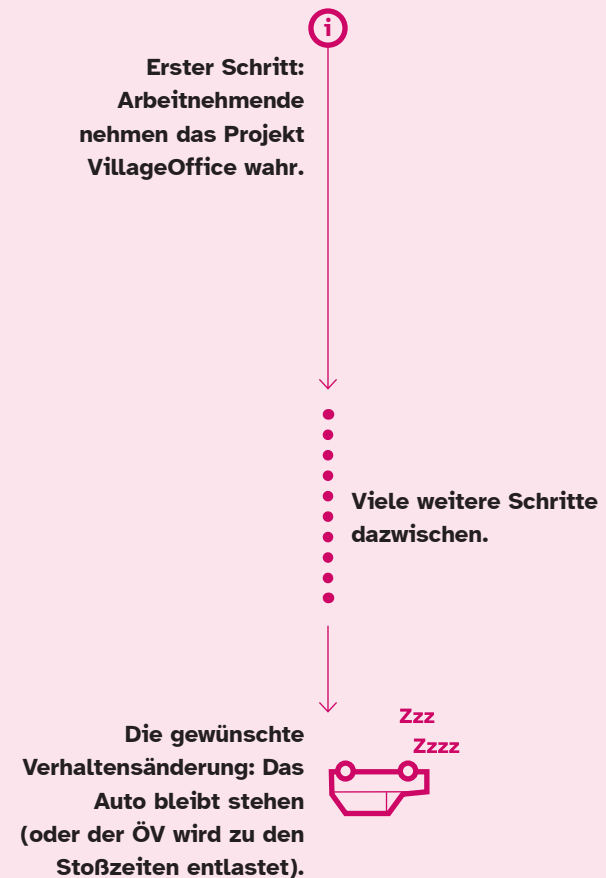 i
Erster Schritt:
Arbeitnehmende
nehmen das Projekt
VillageOffice wahr.
Viele weitere Schritte
dazwischen.
Zzz
Zzzz
Die gewünschte
Verhaltensänderung: Das
Auto bleibt stehen
(oder der ÖV wird zu den
Stoßzeiten entlastet).